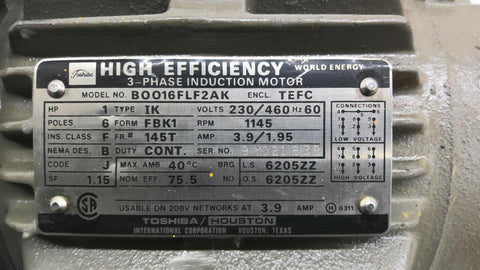 Toshiba HIGH EFFICIENCY WORLD ENERGY
3-PHASE INDUCTION MOTOR
MODEL NO. B0016FLF2AK ENCL. TEFC
HP 1 TYPE IK VOLTS 230/460 HZ 60 CONNECTIONS
POLES 6 FORM FBK1 RPM 1145
INS. CLASS F FR# 145T AMP. 3.9/1.95 LOW VOLTAGE
NEMA DES. B DUTY CONT. SER. NO.
CODE J MAX. AMB. 40°C BRG L.S. 6205ZZ
SF 1.15 NOM EFF. 75.5 NO O.S. 6205ZZ HIGH VOLTAGE
SA USABLE ON 208V NETWORKS AT 3.9 AMP. H 0311
TOSHIBA/HOUSTON
INTERNATIONAL CORPORATION HOUSTON: TEXAS